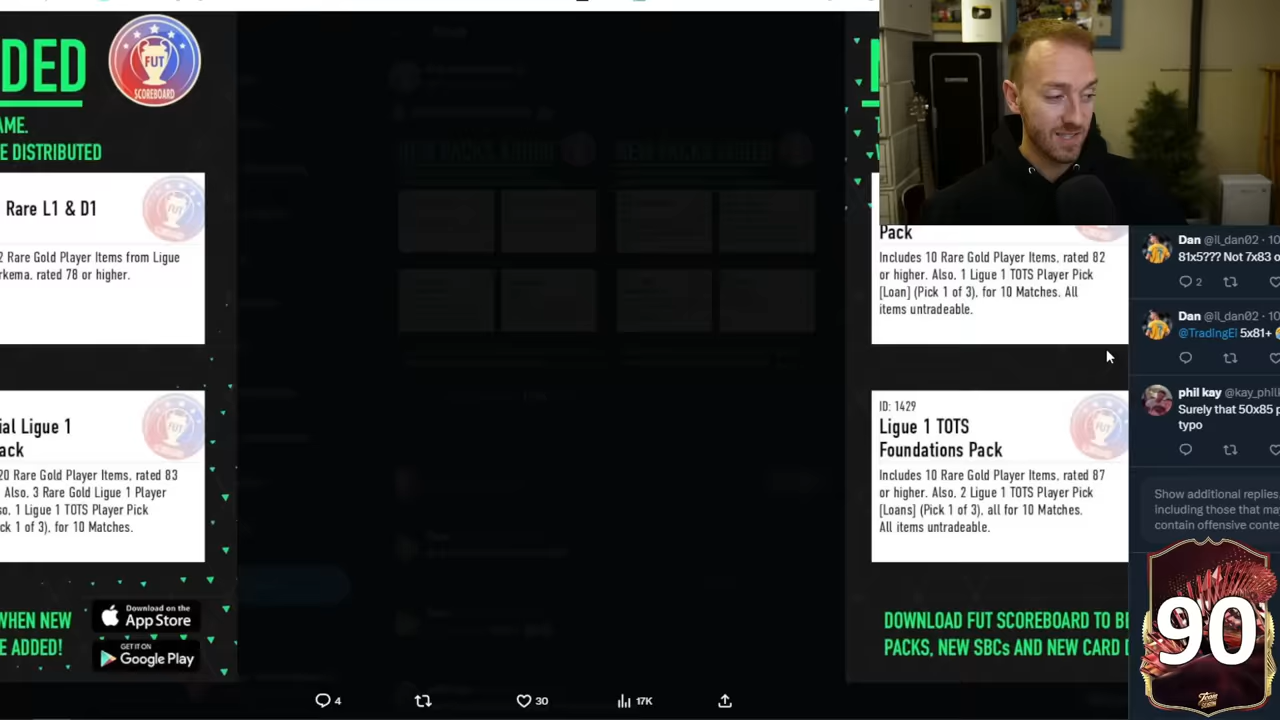 DED
FUT
SCOREBOARD
AME.
E DISTRIBUTED
Rare L1 & D1
2 Rare Gold Player Items from Ligue
rkema, rated 78 or higher.
ial Ligue 1
ack
20 Rare Gold Player Items, rated 83
Also, 3 Rare Gold Ligue 1 Player
o, 1 Ligue 1 TOTS Player Pick
ck 1 of 3), for 10 Matches.
WHEN NEW
E ADDED!
Download on the
App Store
GET IT ON
Google Play
Pack
Includes 10 Rare Gold Player Items, rated 82
or higher. Also, 1 Ligue 1 TOTS Player Pick
[Loan] (Pick 1 of 3), for 10 Matches. All
items untradeable.
ID: 1429
Ligue 1 TOTS
Foundations Pack
Includes 10 Rare Gold Player Items, rated 87
or higher. Also, 2 Ligue 1 TOTS Player Pick
[Loans] (Pick 1 of 3), all for 10 Matches.
All items untradeable.
DOWNLOAD FUT SCOREBOARD TO BE
PACKS, NEW SBCs AND NEW CARD D
4
30
17K
Dan @il_dan02 · 10
81x5??? Not 7x83 o
2
Dan @il_dan02 · 10
@TradingEl 5x81+
phil kay @kay_phil
Surely that 50x85 p
typo
Show additional replies,
including those that may
contain offensive conte
90